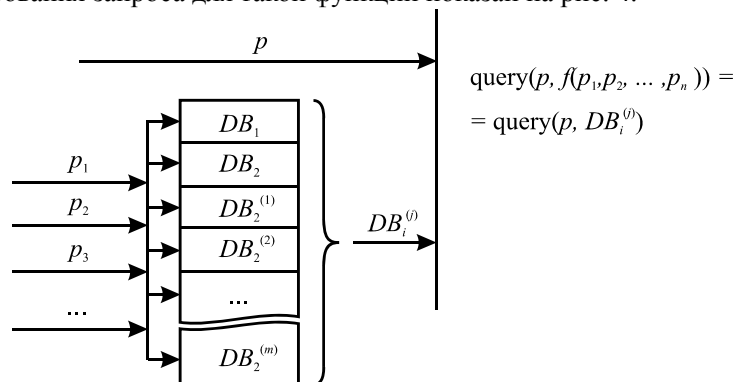 ования запроса для такой функции показан на рис. 4.
p
query(p, f(p₁,p₂, ... ,pₙ )) =
= query(p, DBᵢ⁽ʲ⁾)
DB₁
DB₂
p₁
DB₂⁽¹⁾
p₂
DBᵢ⁽ʲ⁾
DB₂⁽²⁾
p₃
...
...
DB₂⁽ᵐ⁾